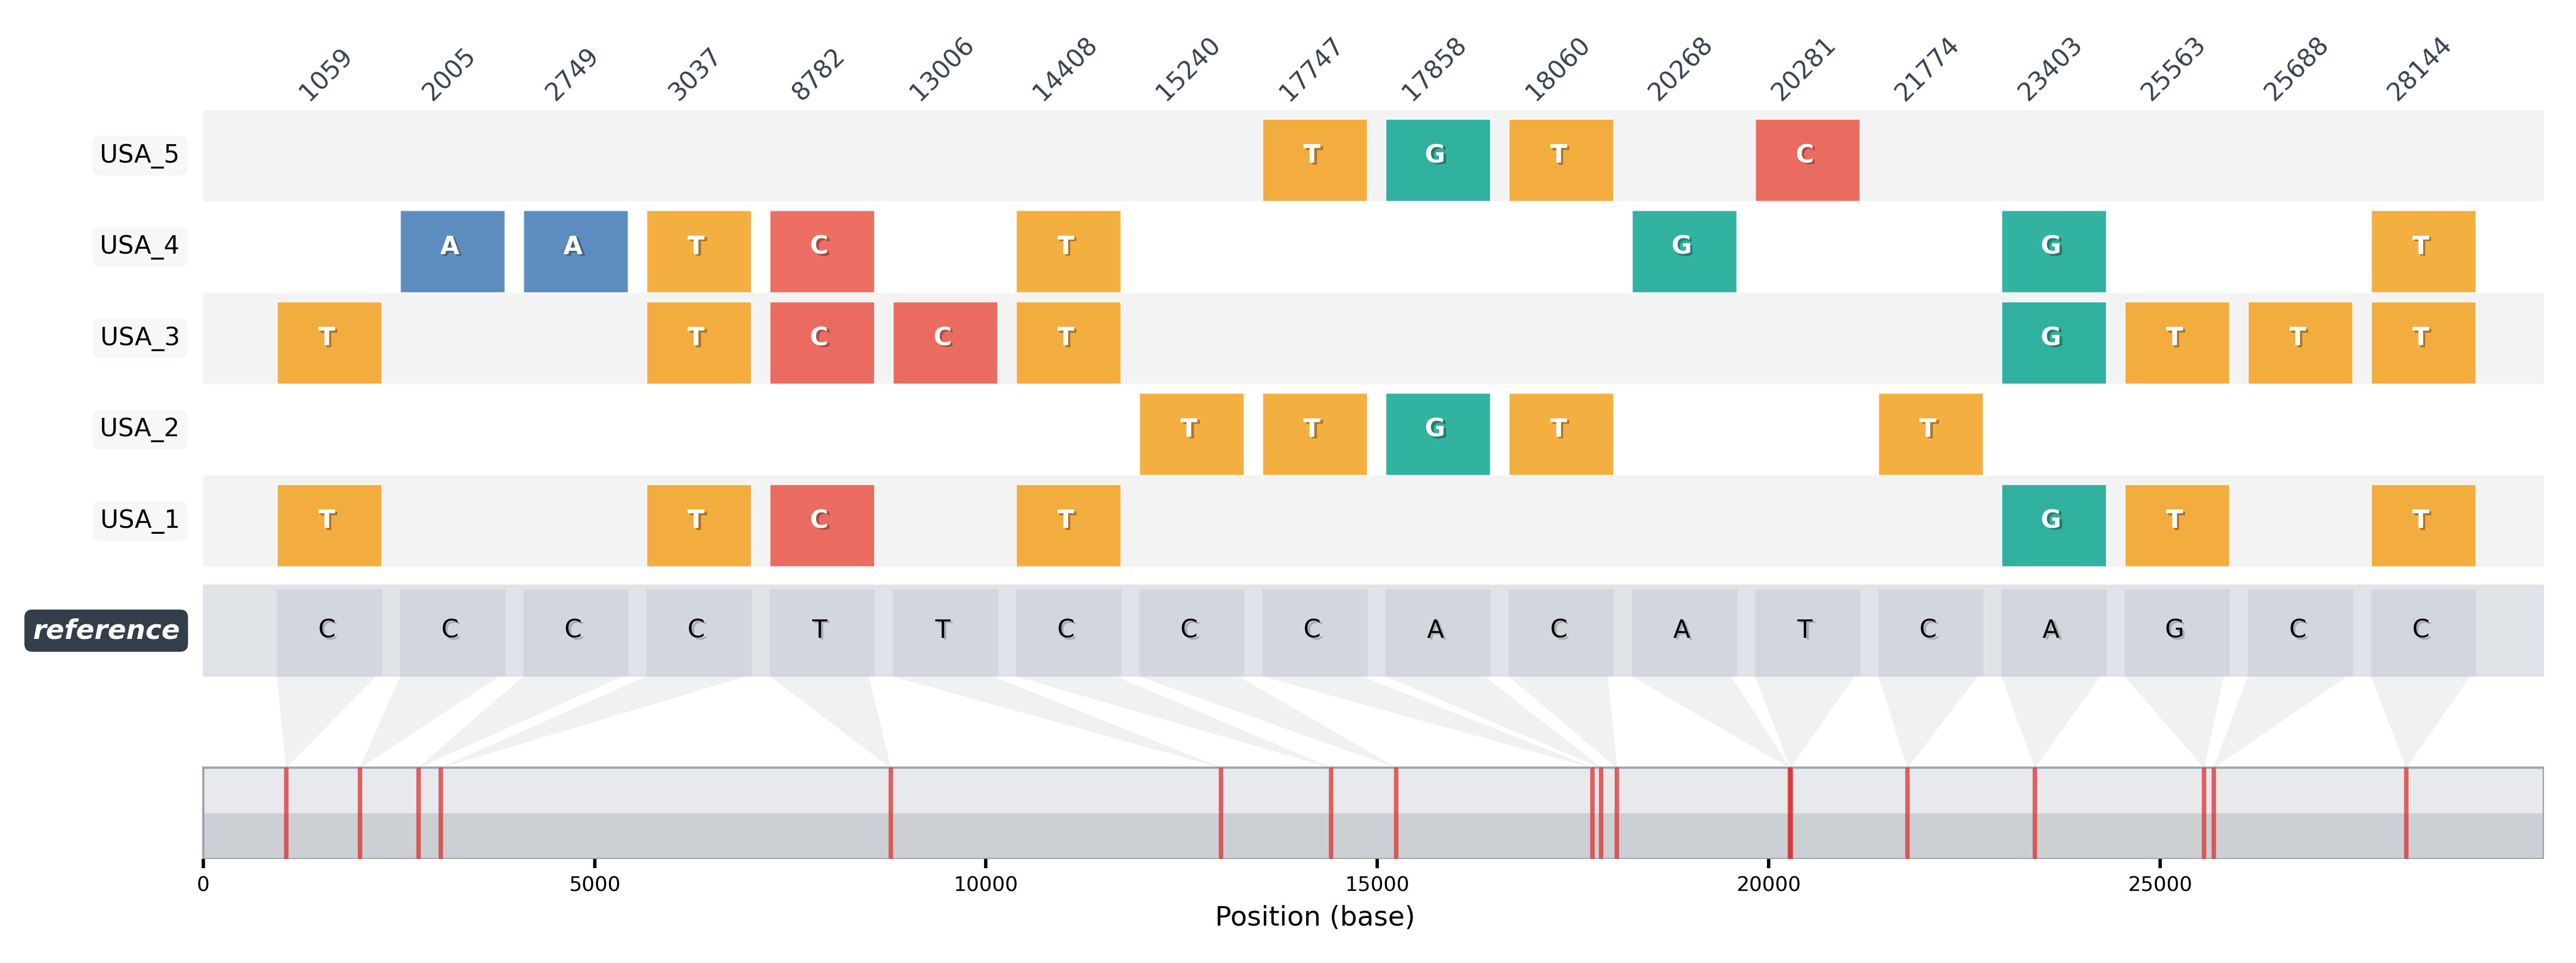 1059 2005 2749 3037 8782 13006 14408 15240 17747 17858 18060 20268 20281 21774 23403 25563 25688 28144
USA_5 T G T C
USA_4 A A T C T G G T
USA_3 T T C C T G T T T
USA_2 T T G T T
USA_1 T T C T G T T
reference C C C C T T C C C A C A T C A G C C
0 5000 10000 15000 20000 25000
Position (base)